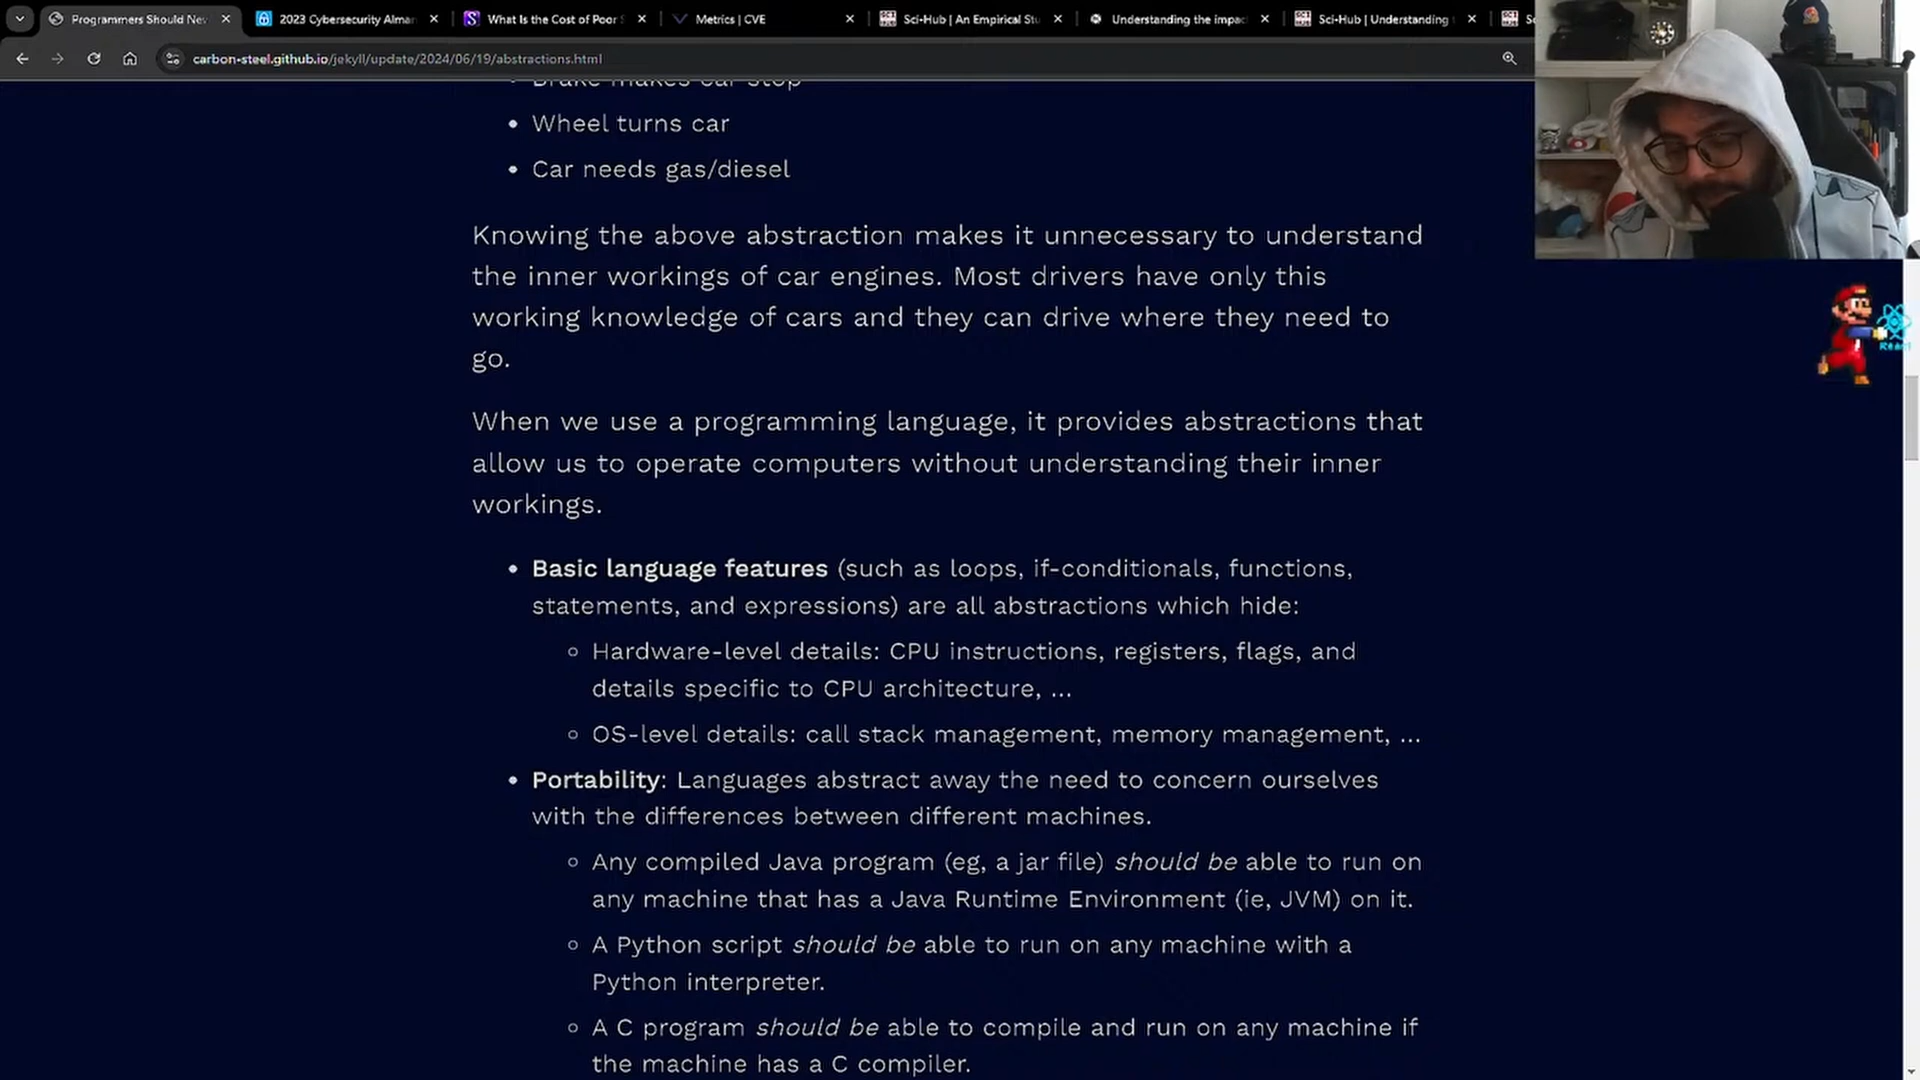 Programmers Should Nev
2023 Cybersecurity Alman
What Is the Cost of Poor S
Metrics | CVE
Sci-Hub | An Empirical Stu
Understanding the impac
Sci-Hub | Understanding
Sc
carbon-steel.github.io/jekyll/update/2024/06/19/abstractions.html
Brake makes car stop
Wheel turns car
Car needs gas/diesel
Knowing the above abstraction makes it unnecessary to understand
the inner workings of car engines. Most drivers have only this
working knowledge of cars and they can drive where they need to
go.
React
When we use a programming language, it provides abstractions that
allow us to operate computers without understanding their inner
workings.
Basic language features (such as loops, if-conditionals, functions,
statements, and expressions) are all abstractions which hide:
Hardware-level details: CPU instructions, registers, flags, and
details specific to CPU architecture, ...
OS-level details: call stack management, memory management, ...
Portability: Languages abstract away the need to concern ourselves
with the differences between different machines.
Any compiled Java program (eg, a jar file) should be able to run on
any machine that has a Java Runtime Environment (ie, JVM) on it.
A Python script should be able to run on any machine with a
Python interpreter.
A C program should be able to compile and run on any machine if
the machine has a C compiler.